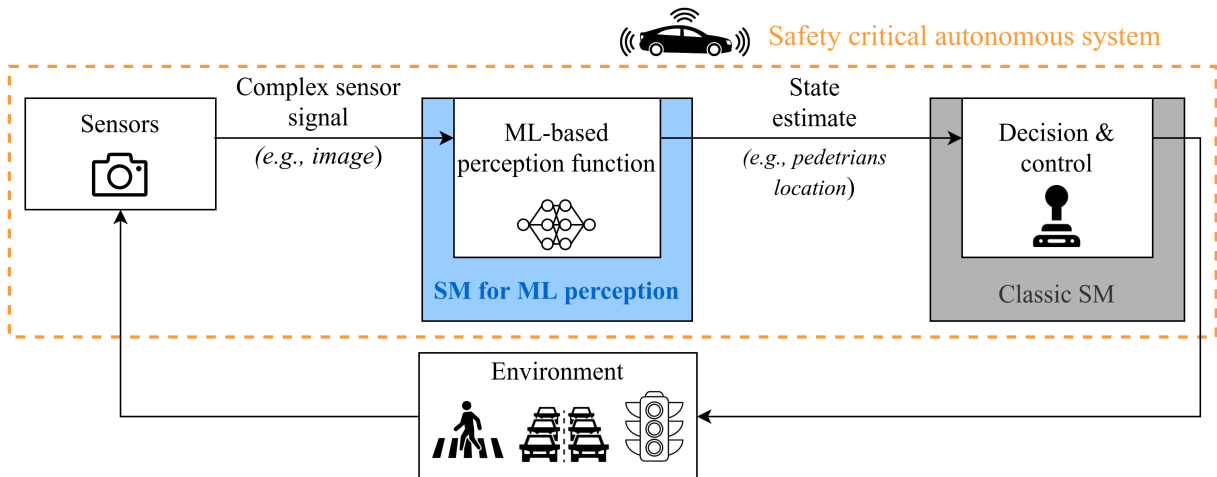 Safety critical autonomous system
Sensors
Complex sensor
signal
(e.g., image)
ML-based
perception function
SM for ML perception
State
estimate
(e.g., pedetrians
location)
Decision &
control
Classic SM
Environment